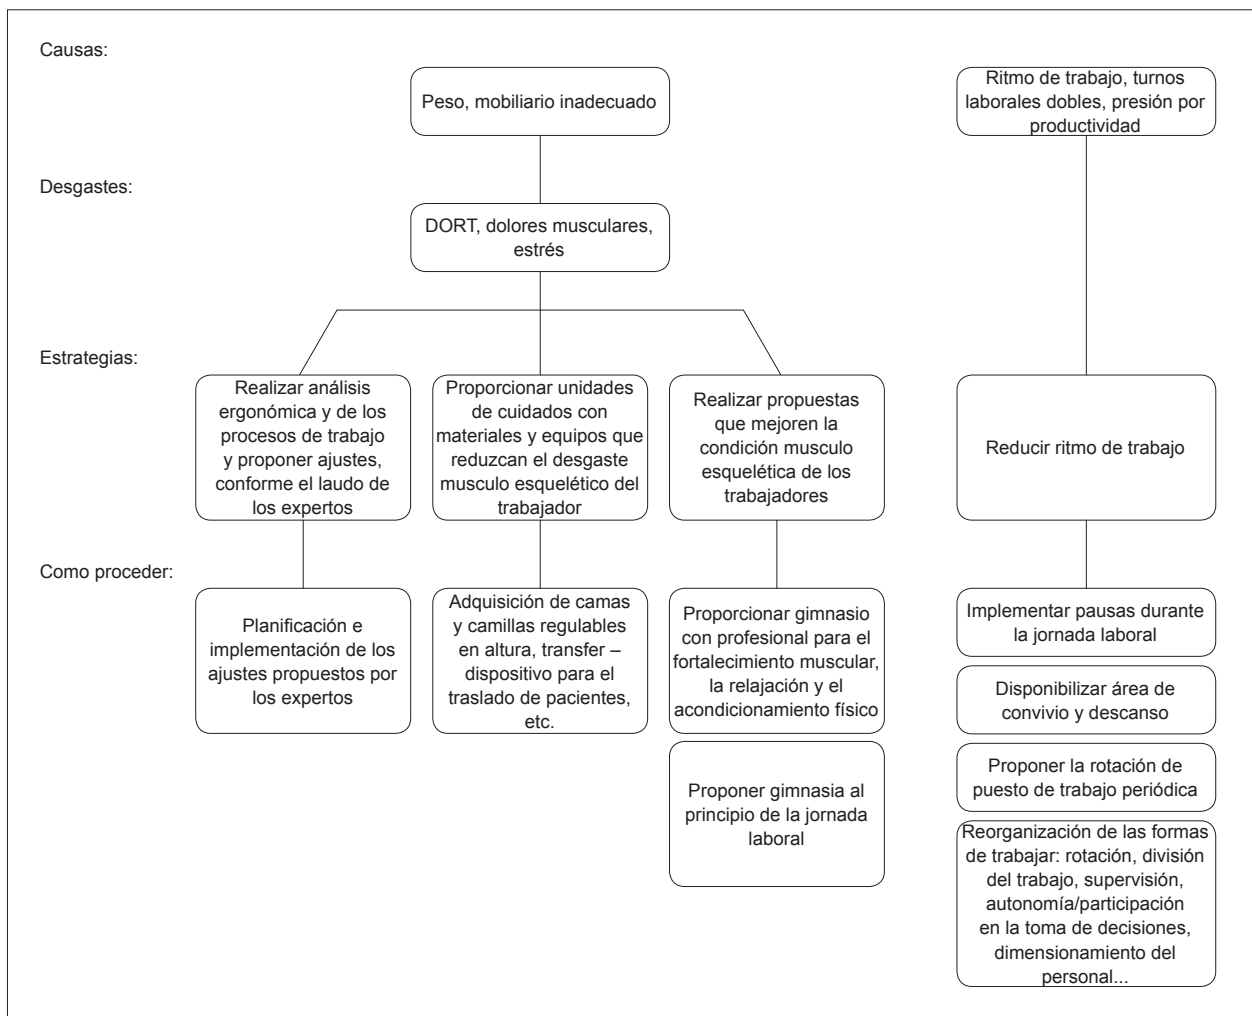 Causas:
Peso, mobiliario inadecuado
Ritmo de trabajo, turnos
laborales dobles, presión por
productividad
Desgastes:
DORT, dolores musculares,
estrés
Estrategias:
Realizar análisis
ergonómica y de los
procesos de trabajo
y proponer ajustes,
conforme el laudo de
los expertos
Proporcionar unidades
de cuidados con
materiales y equipos que
reduzcan el desgaste
musculo esquelético del
trabajador
Realizar propuestas
que mejoren la
condición musculo
esquelética de los
trabajadores
Reducir ritmo de trabajo
Como proceder:
Planificación e
implementación de los
ajustes propuestos por
los expertos
Adquisición de camas
y camillas regulables
en altura, transfer –
dispositivo para el
traslado de pacientes,
etc.
Proporcionar gimnasio
con profesional para el
fortalecimiento muscular,
la relajación y el
acondicionamiento físico
Proponer gimnasia al
principio de la jornada
laboral
Implementar pausas durante
la jornada laboral
Disponibilizar área de
convivio y descanso
Proponer la rotación de
puesto de trabajo periódica
Reorganización de las formas
de trabajar: rotación, división
del trabajo, supervisión,
autonomía/participación
en la toma de decisiones,
dimensionamiento del
personal...